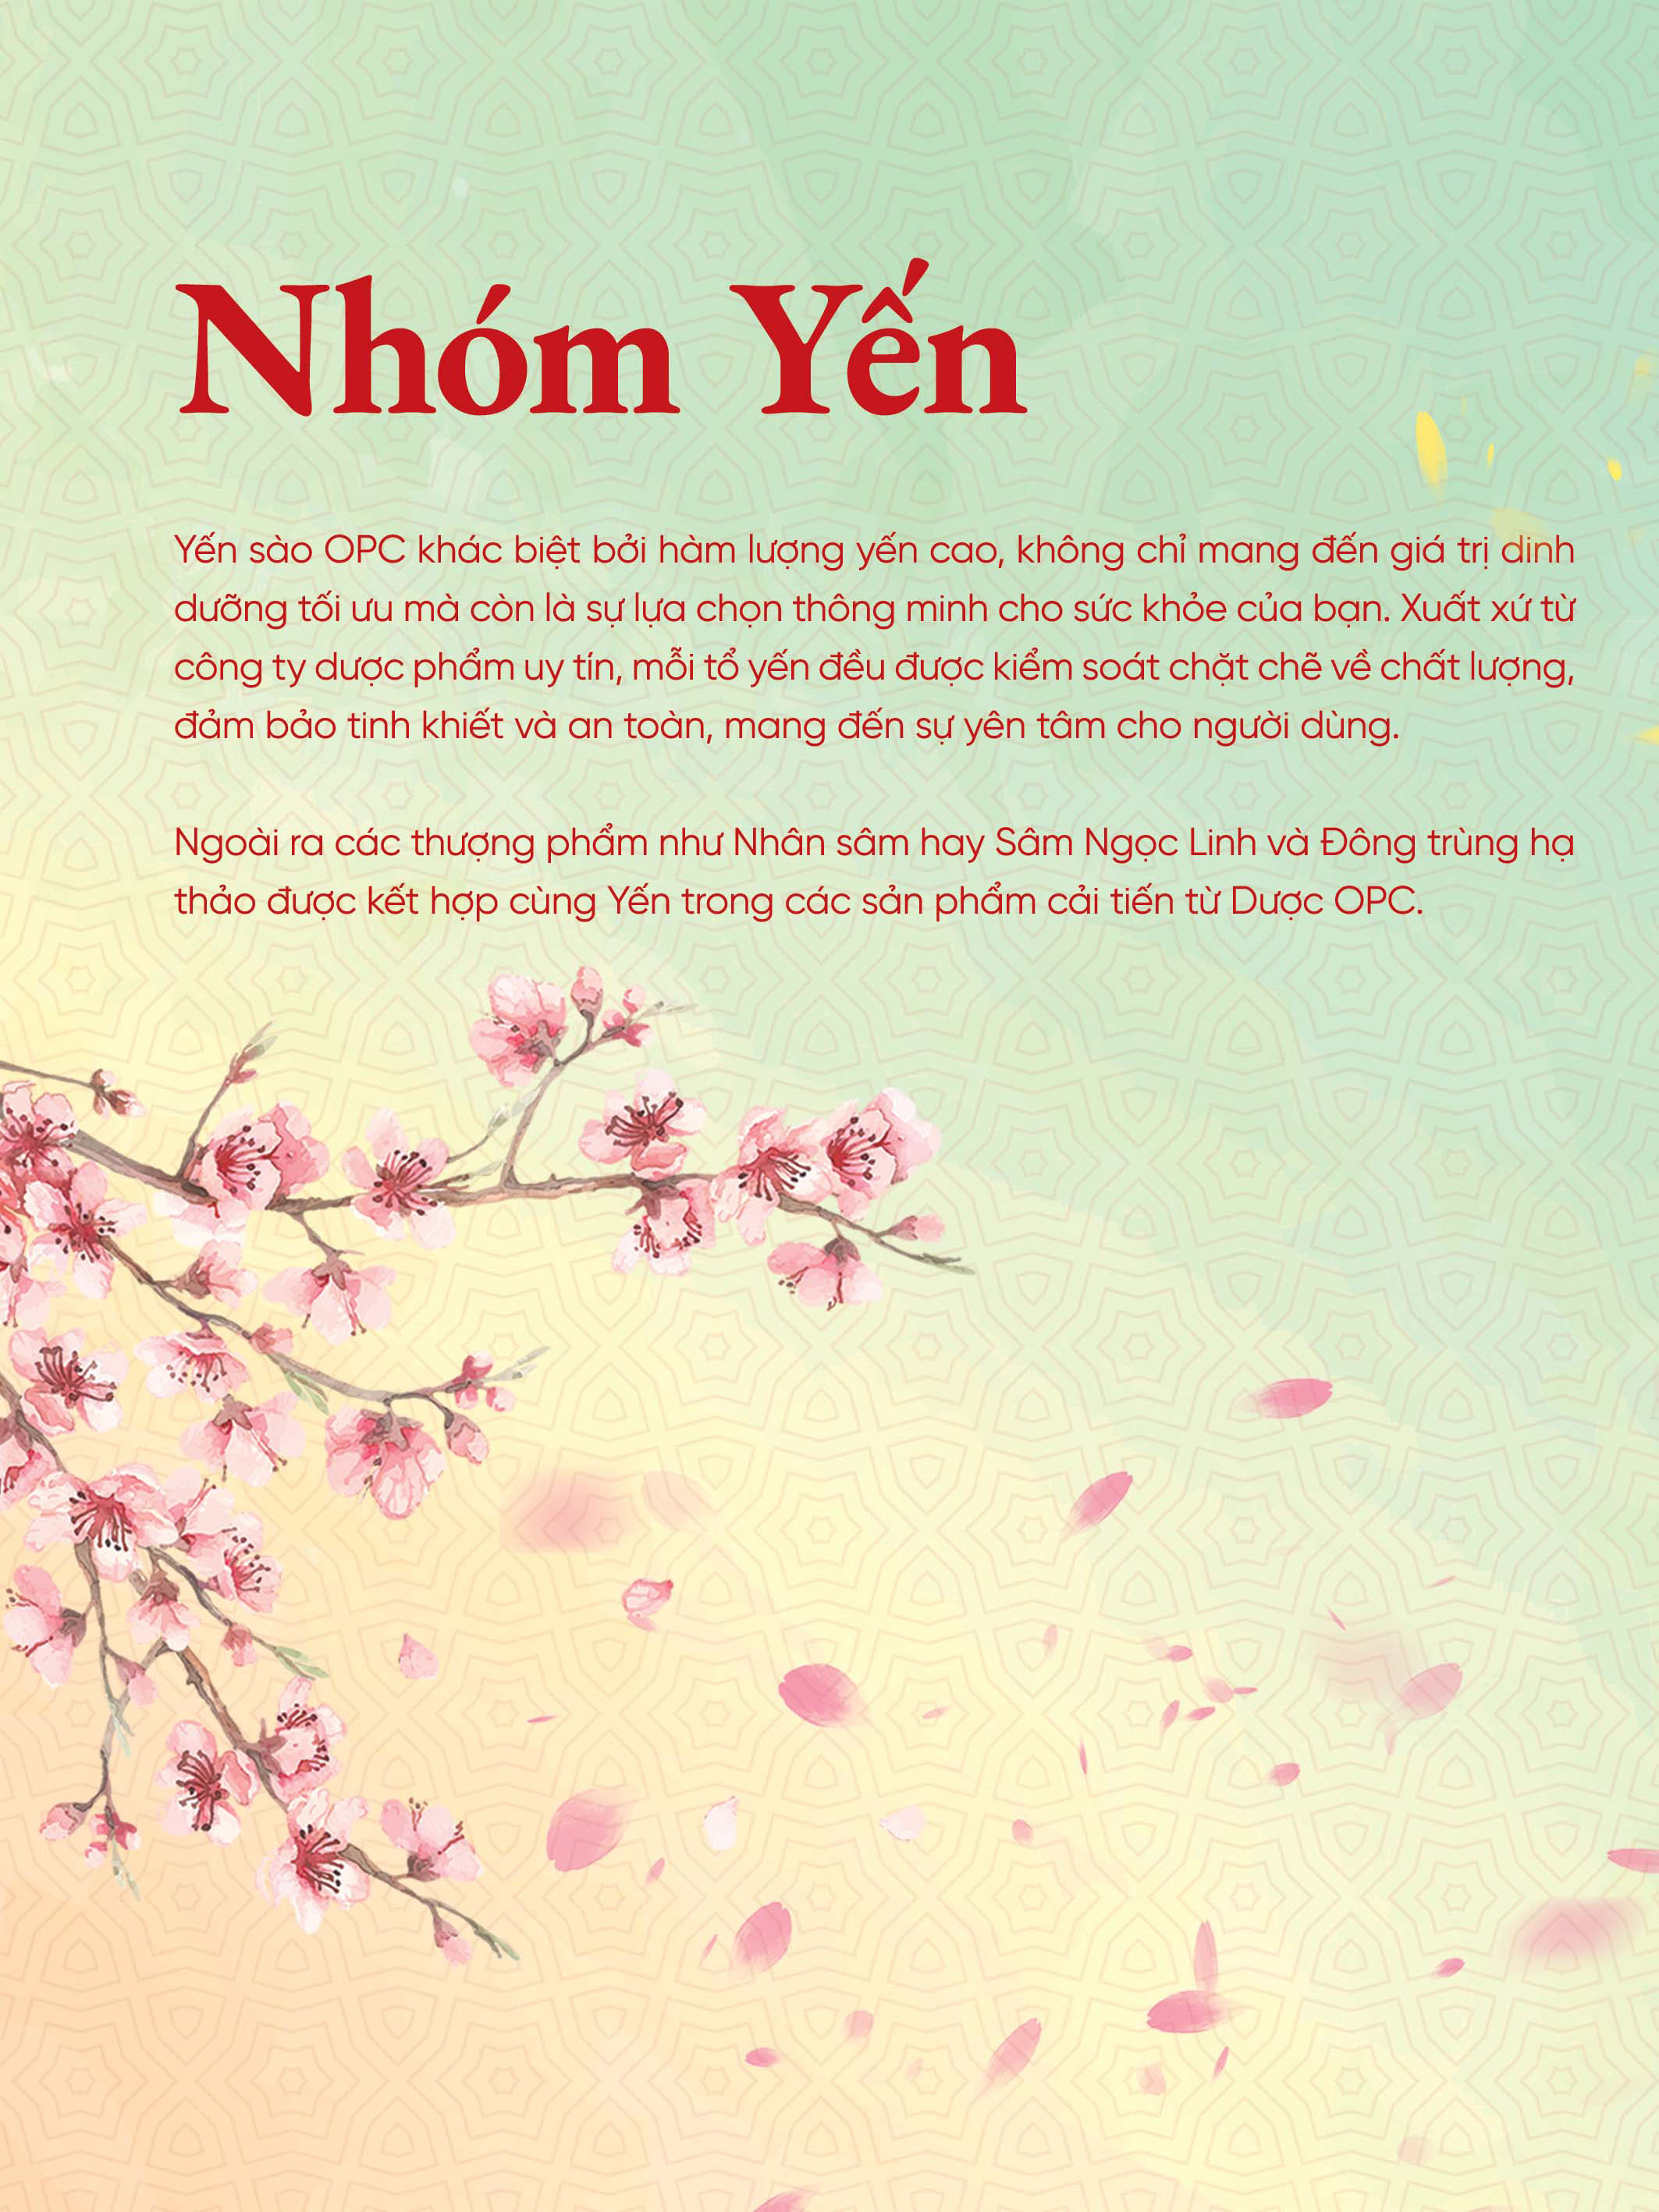 Nhóm Yến
Yến sào OPC khác biệt bởi hàm lượng yến cao, không chỉ mang đến giá trị dinh
dưỡng tối ưu mà còn là sự lựa chọn thông minh cho sức khỏe của bạn. Xuất xứ từ
công ty dược phẩm uy tín, mỗi tổ yến đều được kiểm soát chặt chẽ về chất lượng,
đảm bảo tinh khiết và an toàn, mang đến sự yên tâm cho người dùng.
Ngoài ra các thượng phẩm như Nhân sâm hay Sâm Ngọc Linh và Đông trùng hạ
thảo được kết hợp cùng Yến trong các sản phẩm cải tiến từ Dược OPC.